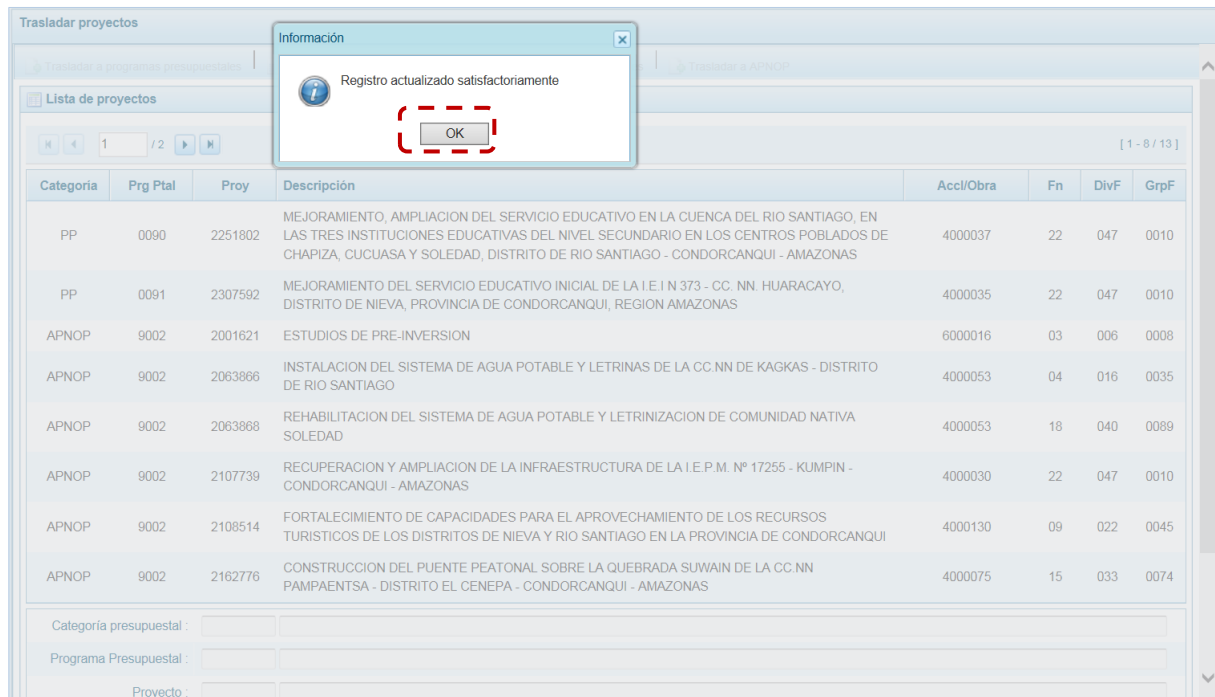 Trasladar proyectos
Información
Trasladar a programas presupuestales
Trasladar a APNOP
Registro actualizado satisfactoriamente
OK
Lista de proyectos
1 / 2
[ 1 - 8 / 13 ]
Categoria Prg Ptal Proy Descripción AccI/Obra Fn DivF GrpF
MEJORAMIENTO, AMPLIACION DEL SERVICIO EDUCATIVO EN LA CUENCA DEL RIO SANTIAGO, EN
PP 0090 2251802 LAS TRES INSTITUCIONES EDUCATIVAS DEL NIVEL SECUNDARIO EN LOS CENTROS POBLADOS DE 4000037 22 047 0010
CHAPIZA, CUCUASA Y SOLEDAD, DISTRITO DE RIO SANTIAGO - CONDORCANQUI - AMAZONAS
PP 0091 2307592 MEJORAMIENTO DEL SERVICIO EDUCATIVO INICIAL DE LA I.E.I N 373 - CC. NN. HUARACAYO, 4000035 22 047 0010
DISTRITO DE NIEVA, PROVINCIA DE CONDORCANQUI, REGION AMAZONAS
APNOP 9002 2001621 ESTUDIOS DE PRE-INVERSION 6000016 03 006 0008
APNOP 9002 2063866 INSTALACION DEL SISTEMA DE AGUA POTABLE Y LETRINAS DE LA CC.NN DE KAGKAS - DISTRITO 4000053 04 016 0035
DE RIO SANTIAGO
APNOP 9002 2063868 REHABILITACION DEL SISTEMA DE AGUA POTABLE Y LETRINIZACION DE COMUNIDAD NATIVA 4000053 18 040 0089
SOLEDAD
APNOP 9002 2107739 RECUPERACION Y AMPLIACION DE LA INFRAESTRUCTURA DE LA I.E.P.M. Nº 17255 - KUMPIN - 4000030 22 047 0010
CONDORCANQUI - AMAZONAS
APNOP 9002 2108514 FORTALECIMIENTO DE CAPACIDADES PARA EL APROVECHAMIENTO DE LOS RECURSOS 4000130 09 022 0045
TURISTICOS DE LOS DISTRITOS DE NIEVA Y RIO SANTIAGO EN LA PROVINCIA DE CONDORCANQUI
APNOP 9002 2162776 CONSTRUCCION DEL PUENTE PEATONAL SOBRE LA QUEBRADA SUWAIN DE LA CC.NN 4000075 15 033 0074
PAMPAENTSA - DISTRITO EL CENEPA - CONDORCANQUI - AMAZONAS
Categoría presupuestal :
Programa Presupuestal :
Proyecto :